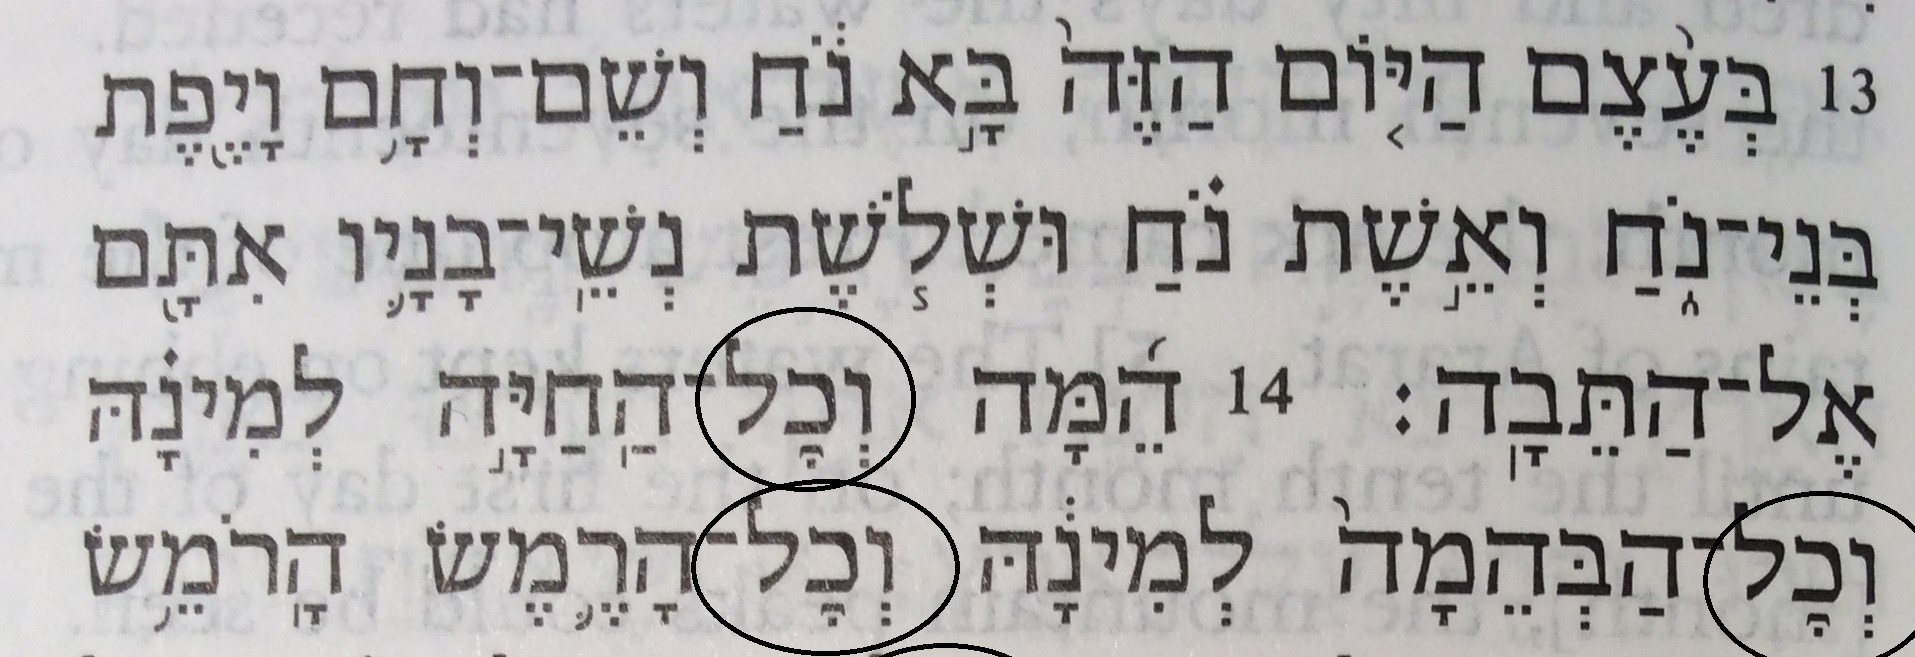 13 בְּעֶ֨צֶם הַיּ֤וֹם הַזֶּה֙ בָּ֣א נֹ֔חַ וְשֵׁם־וְחָ֥ם וָיֶ֖פֶת
בְּנֵי־נֹ֑חַ וְאֵ֣שֶׁת נֹ֗חַ וּשְׁלֹ֧שֶׁת נְשֵֽׁי־בָנָ֛יו אִתָּ֖ם
אֶל־הַתֵּבָֽה׃ 14 הֵ֜מָּה וְכׇל־הַֽחַיָּ֣ה לְמִינָ֗הּ
וְכׇל־הַבְּהֵמָה֙ לְמִינָ֔הּ וְכׇל־הָרֶ֛מֶשׂ הָֽרֹמֵ֥שׂ